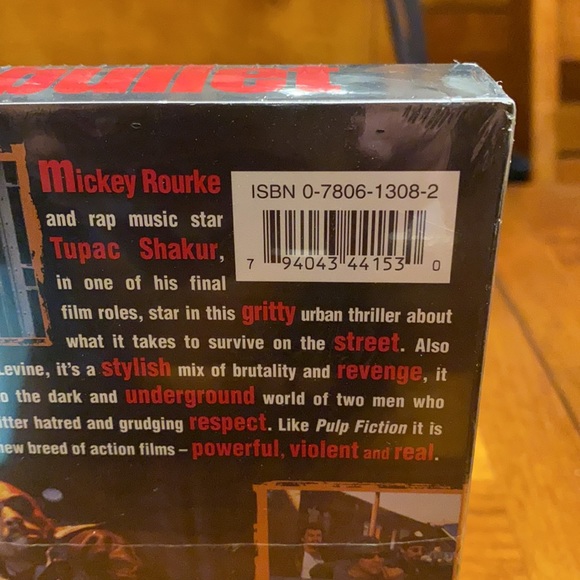 bullet
Mickey Rourke
and rap music star
Tupac Shakur,
in one of his final
film roles, star in this gritty urban thriller about
what it takes to survive on the street. Also
Levine, it's a stylish mix of brutality and revenge, it
o the dark and underground world of two men who
itter hatred and grudging respect. Like Pulp Fiction it is
new breed of action films – powerful, violent and real.
ISBN 0-7806-1308-2
7 94043 44153 0